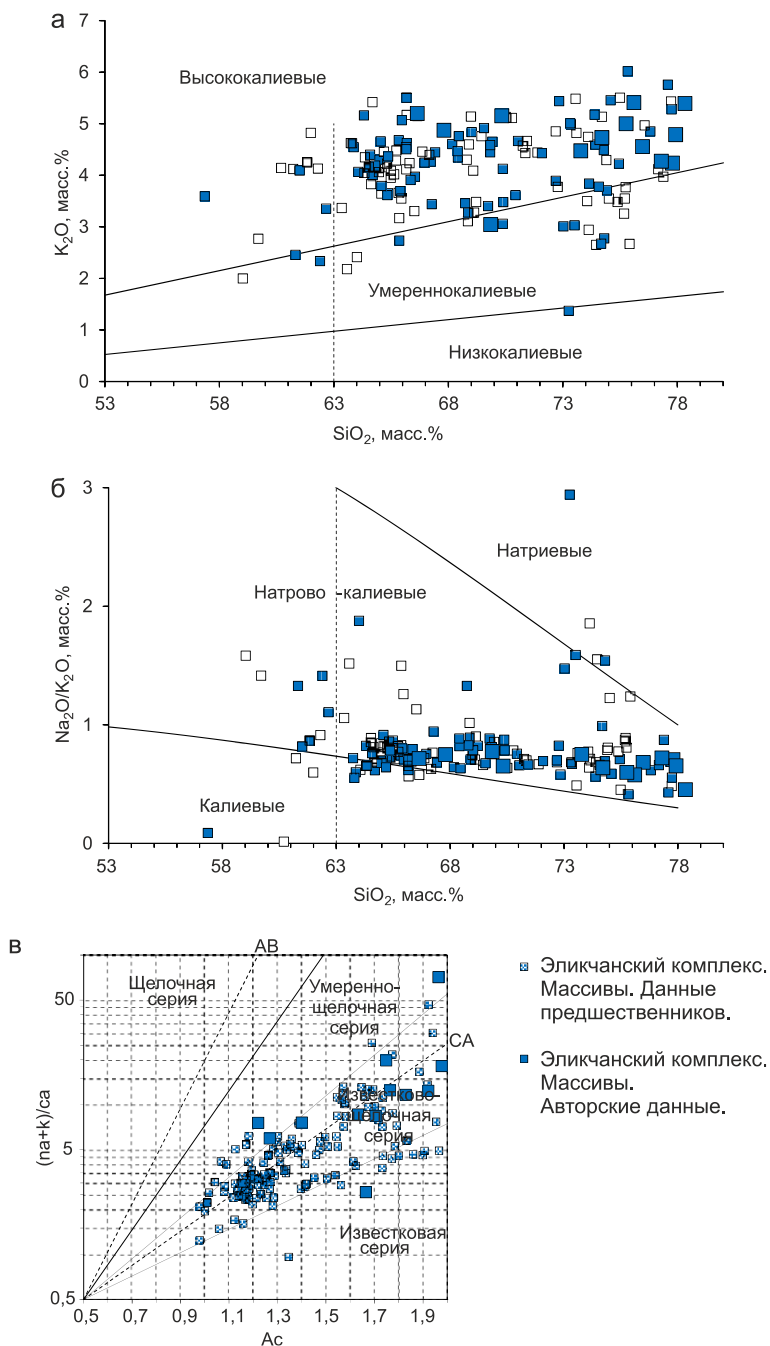 а
7
6
5
4
3
2
1
0
K₂O, масс.%
Высококалиевые
Умереннокалиевые
Низкокалиевые
53 58 63 68 73 78
SiO₂, масс.%
б
3
2
1
0
Na₂O/K₂O, масс.%
Натриевые
Натрово -калиевые
Калиевые
53 58 63 68 73 78
SiO₂, масс.%
в
AB
Щелочная
серия
Умеренно-
щелочная
серия
CA
Известково-
щелочная
серия
Известковая
серия
50
5
0,5
(na+k)/ca
0,5 0,7 0,9 1,1 1,3 1,5 1,7 1,9
Ac
Эликчанский комплекс.
Массивы. Данные
предшественников.
Эликчанский комплекс.
Массивы.
Авторские данные.